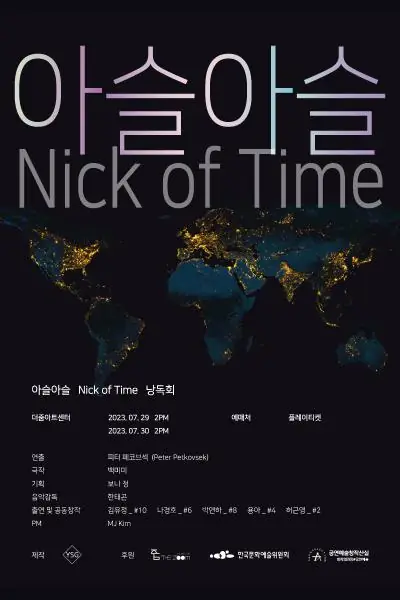 아슬아슬
Nick of Time
아슬아슬 Nick of Time 낭독회
더줌아트센터 2023. 07. 29 2PM 예매처 플레이티켓
2023. 07. 30 2PM
연출 피터 페코브섹 (Peter Petkovsek)
극작 백미미
기획 보니 정
음악감독 한태곤
출연 및 공동창작 김유정 _ #10 나경호 _ #6 박연하 _ #8 용아 _ #4 허근영 _ #2
PM MJ Kim
제작 YSG 후원 줌 THE ZOOM 한국문화예술위원회 공연예술창작산실